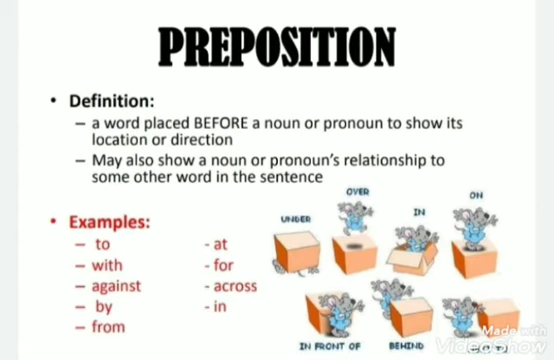 PREPOSITION
• Definition:
– a word placed BEFORE a noun or pronoun to show its
location or direction
– May also show a noun or pronoun's relationship to
some other word in the sentence
• Examples:
– to
– with
– against
– by
– from
- at
- for
- across
- in
UNDER
OVER
IN
ON
IN FRONT OF
BEHIND
Made with
VideoShow